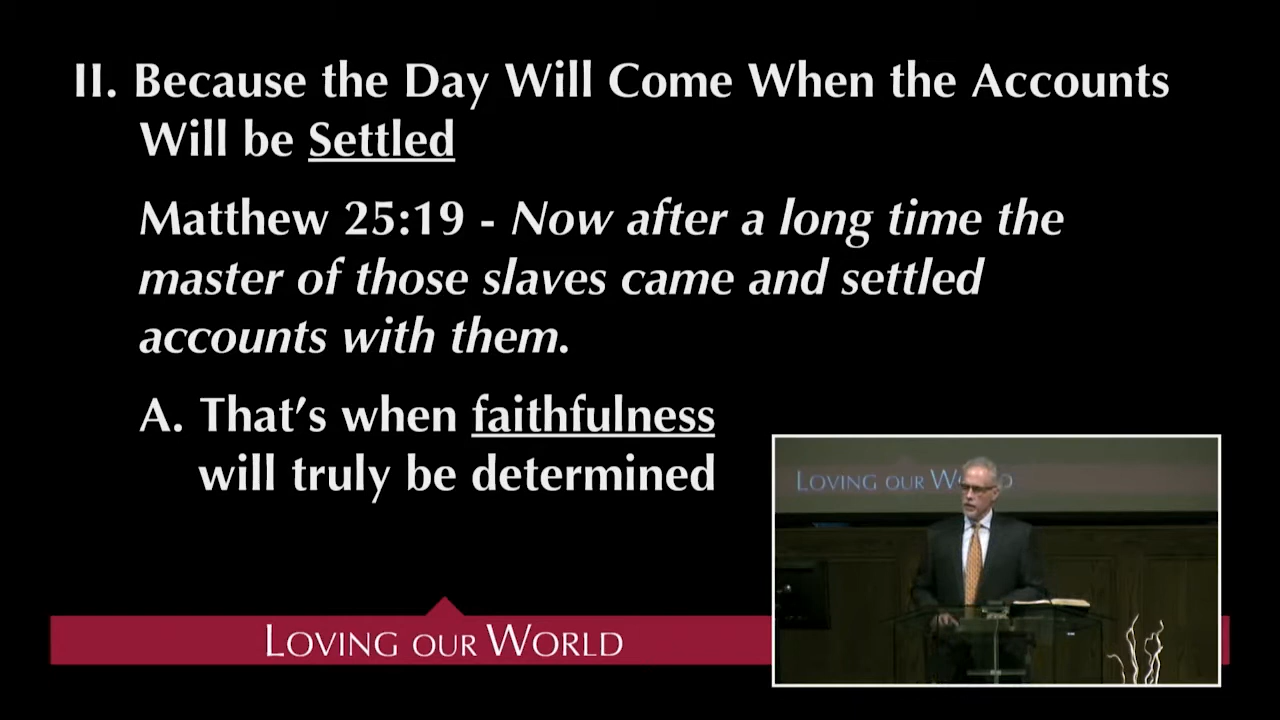 II. Because the Day Will Come When the Accounts
Will be Settled
Matthew 25:19 - Now after a long time the
master of those slaves came and settled
accounts with them.
A. That's when faithfulness
will truly be determined
LOVING OUR WORLD
LOVING OUR W D